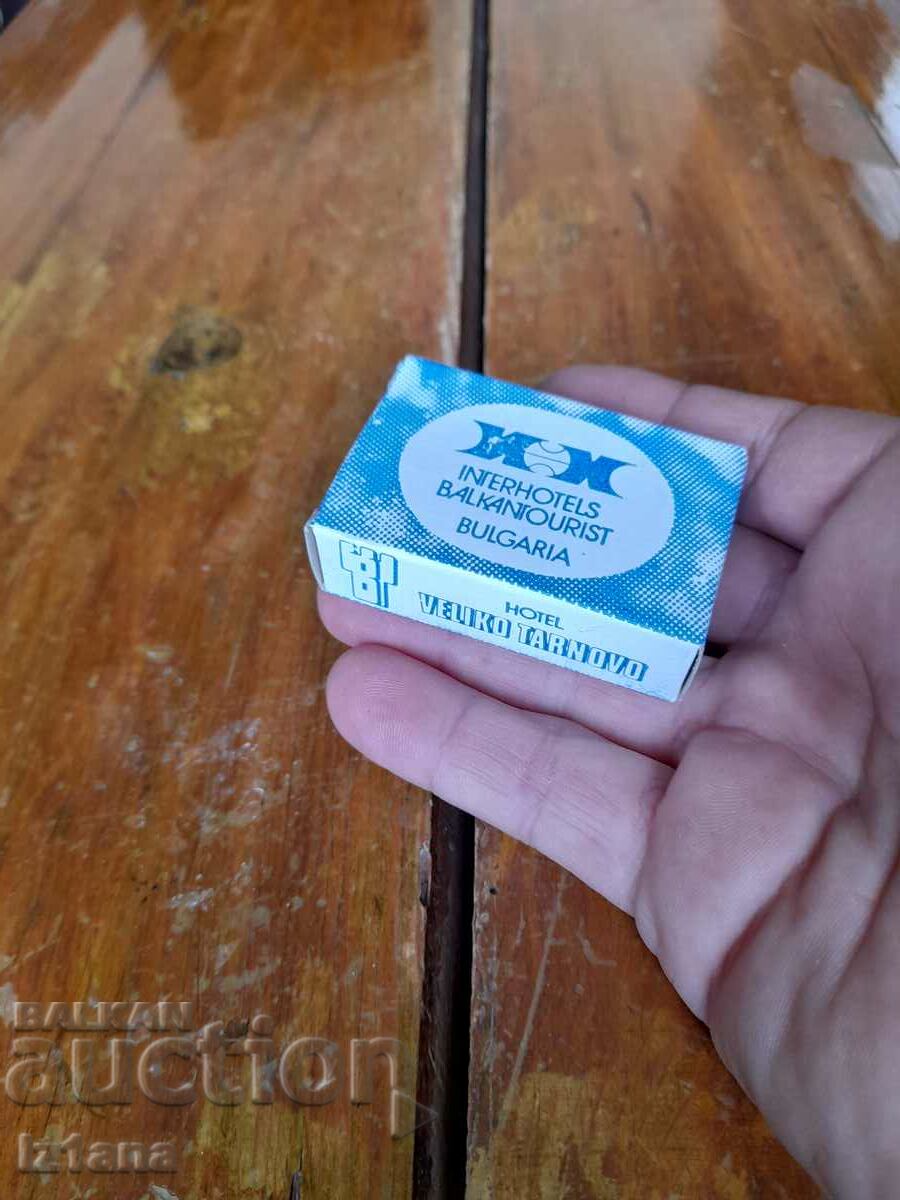 INTERHOTELS
BALKANTOURIST
BULGARIA
HOTEL
VELIKO TARNOVO
BALKAN
auction
Iz1ana